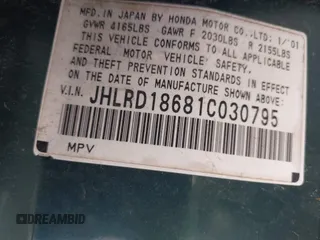 MFD. IN JAPAN BY HONDA MOTOR CO.,LTD: 1/'01
GVWR 4165LBS GAWR F 2030LBS R 2155LBS
THIS VEHICLE CONFORMS TO ALL APPLICABLE
FEDERAL MOTOR VEHICLE SAFETY
AND THEFT PREVENTION STANDARDS IN EFFECT
ON THE DATE OF MANUFACTURE SHOWN ABOVE.
V.I.N. JHLRD18681C030795
MPV
DREAMBID